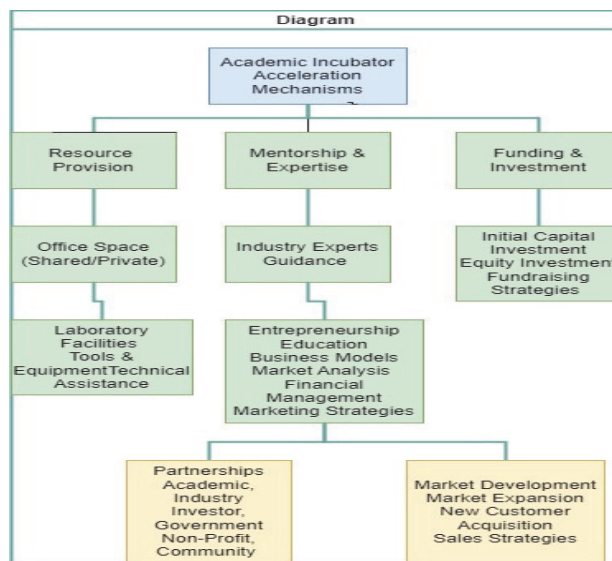 Diagram
Academic Incubator
Acceleration
Mechanisms
Resource
Provision
Mentorship &
Expertise
Funding &
Investment
Office Space
(Shared/Private)
Industry Experts
Guidance
Initial Capital
Investment
Equity Investment
Fundraising
Strategies
Laboratory
Facilities
Tools &
EquipmentTechnical
Assistance
Entrepreneurship
Education
Business Models
Market Analysis
Financial
Management
Marketing Strategies
Partnerships
Academic,
Industry
Investor,
Government
Non-Profit,
Community
Market Development
Market Expansion
New Customer
Acquisition
Sales Strategies